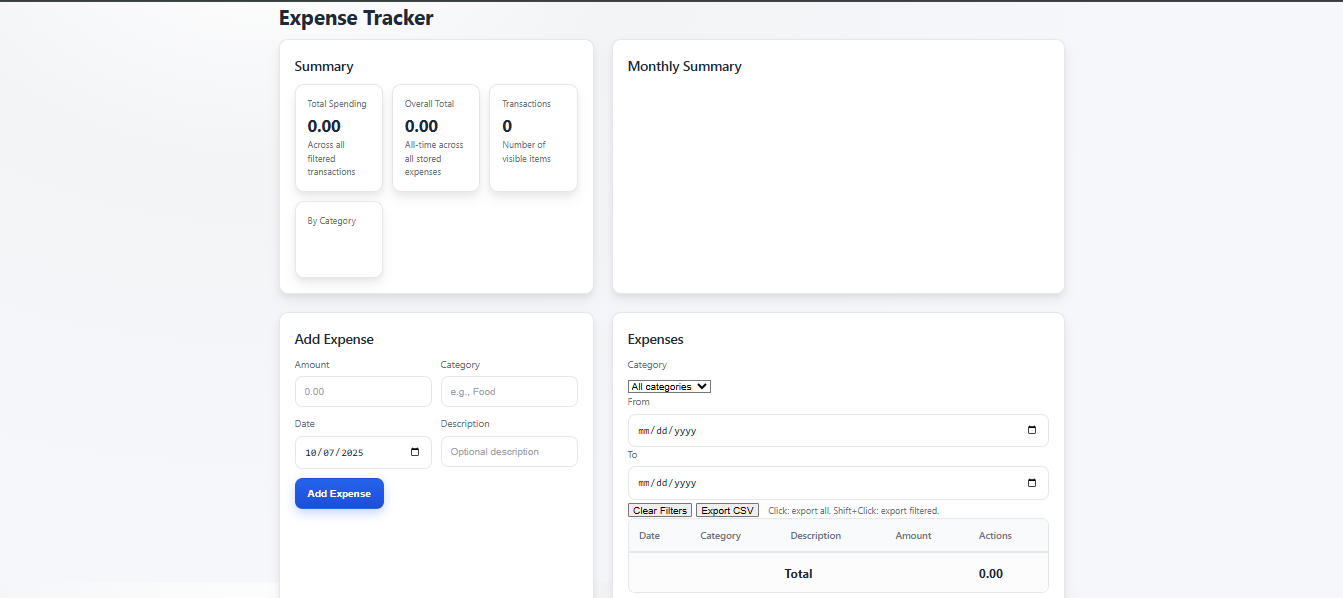 Expense Tracker
Summary
Total Spending
0.00
Across all
filtered
transactions
Overall Total
0.00
All-time across
all stored
expenses
Transactions
0
Number of
visible items
By Category
Monthly Summary
Add Expense
Amount
Category
0.00
e.g., Food
Date
Description
10/07/2025
Optional description
Add Expense
Expenses
Category
All categories
From
mm/dd/yyyy
To
mm/dd/yyyy
Clear Filters Export CSV Click: export all. Shift+Click: export filtered.
Date Category Description Amount Actions
Total 0.00